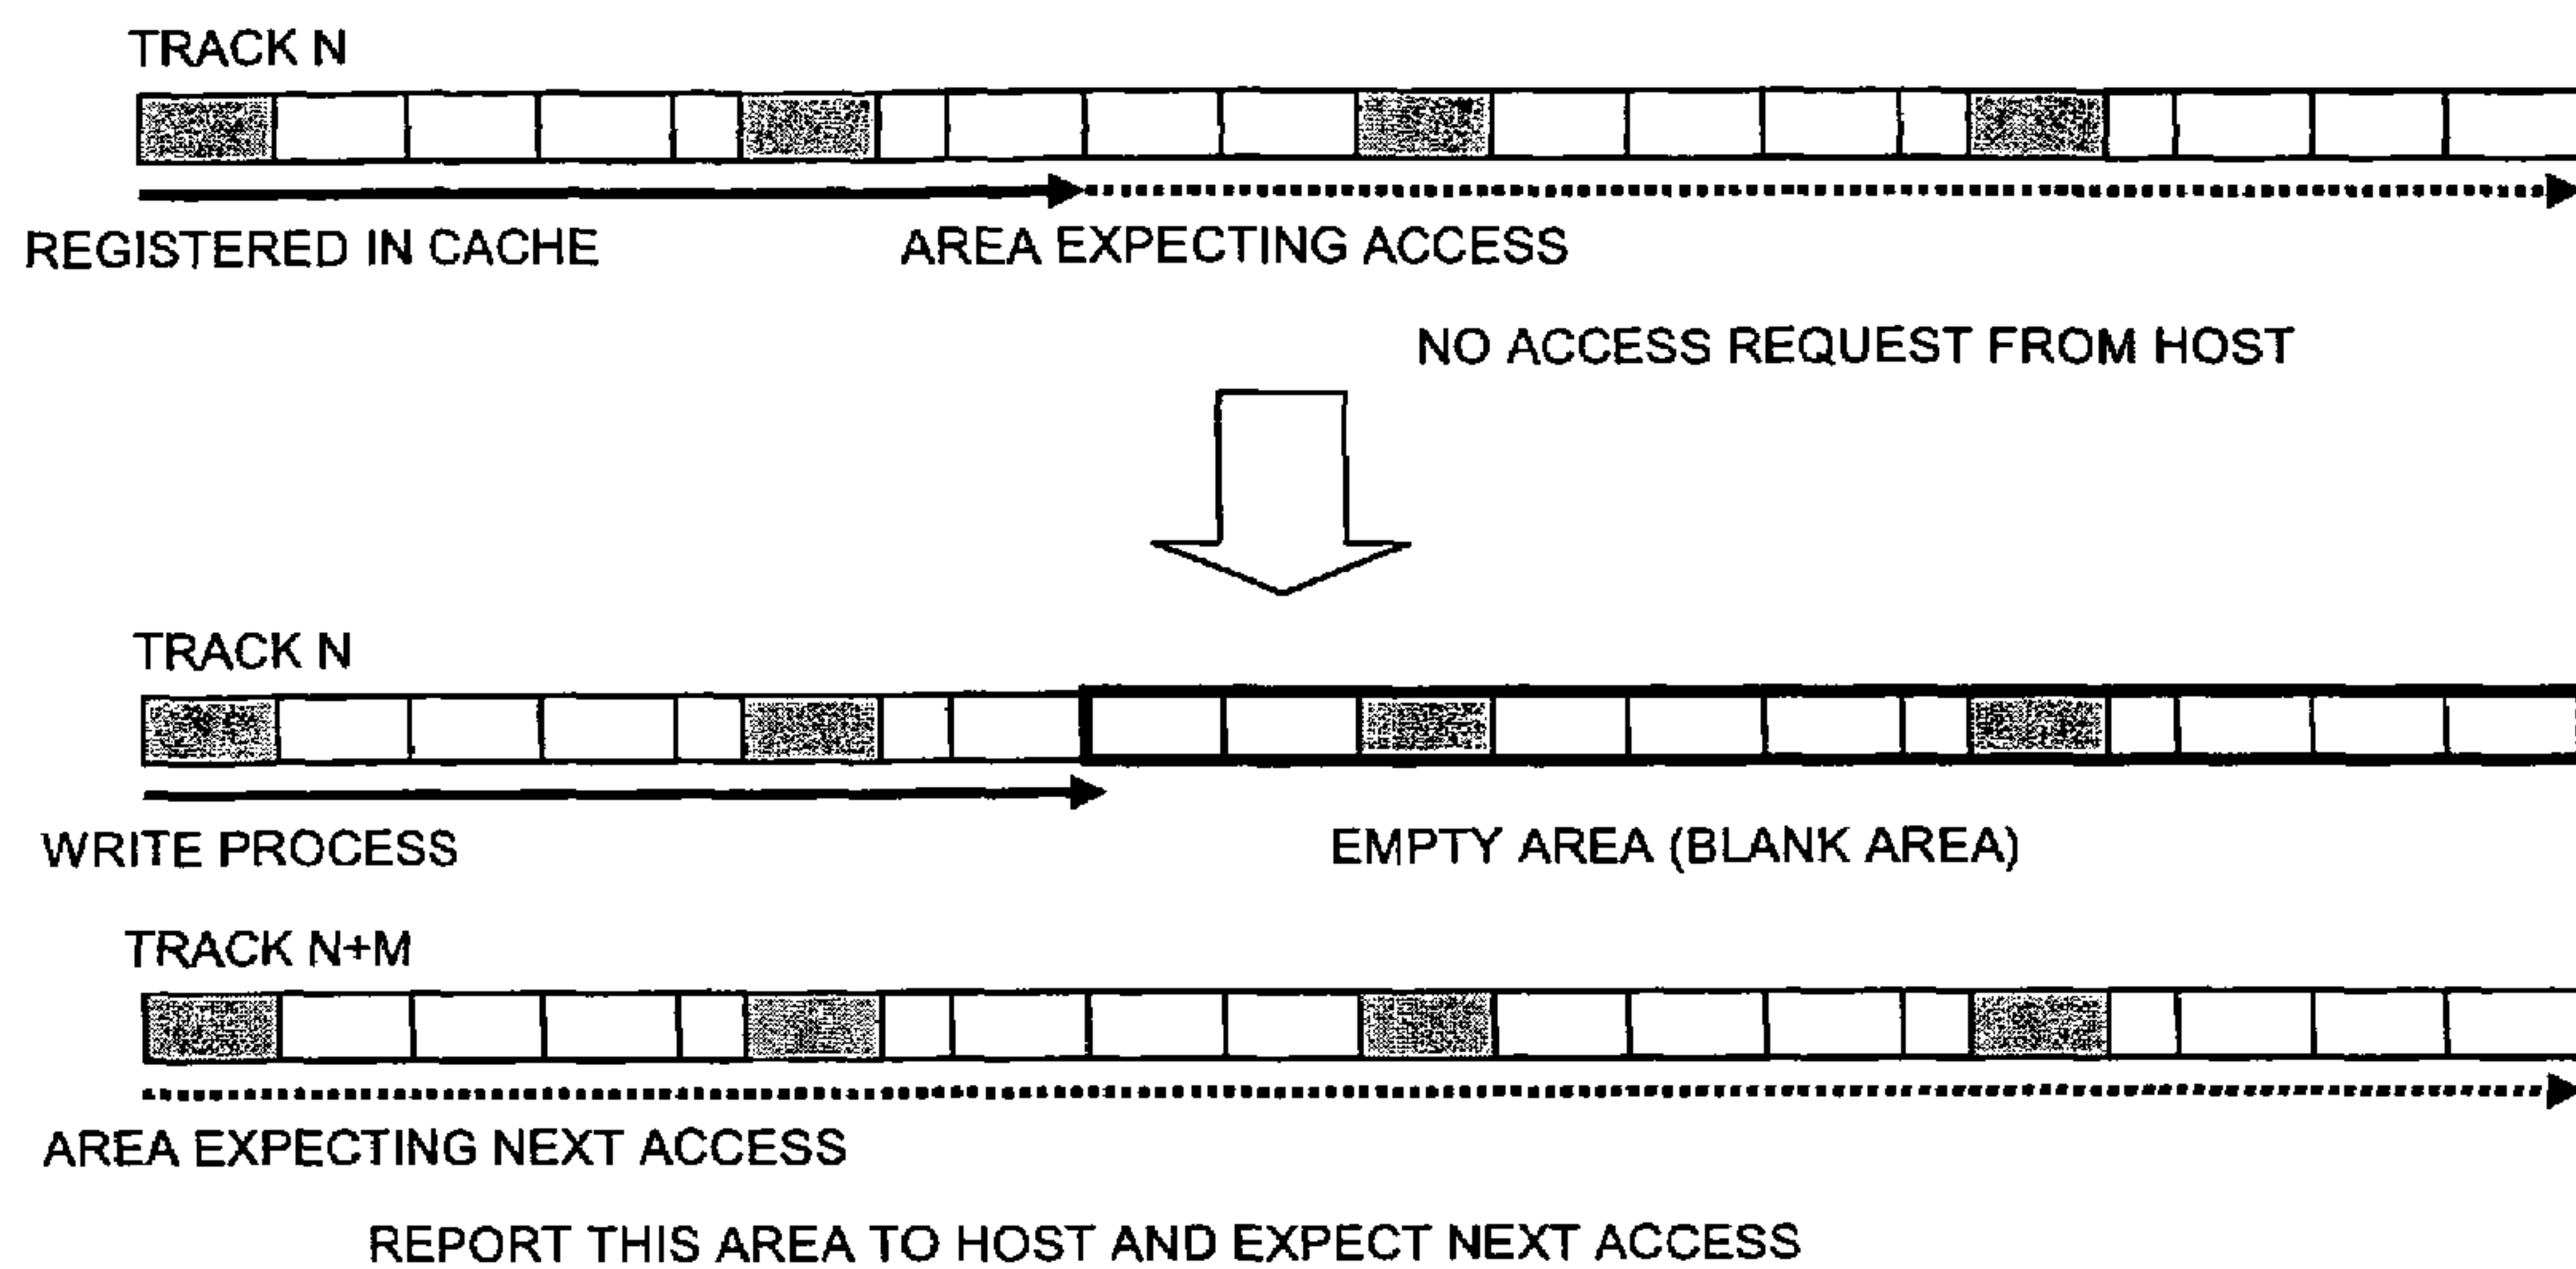 TRACK N
REGISTERED IN CACHE
AREA EXPECTING ACCESS
NO ACCESS REQUEST FROM HOST
TRACK N
WRITE PROCESS
EMPTY AREA (BLANK AREA)
TRACK N+M
AREA EXPECTING NEXT ACCESS
REPORT THIS AREA TO HOST AND EXPECT NEXT ACCESS